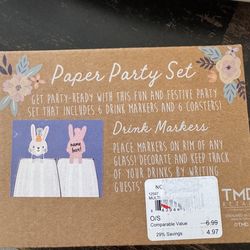 Paper Party Set
GET PARTY-READY WITH THIS FUN AND FESTIVE PARTY
SET THAT INCLUDES 6 DRINK MARKERS AND 6 COASTERS!
Drink Markers
PLACE MARKERS ON RIM OF ANY
GLASS! DECORATE AND KEEP TRACK
OF YOUR DRINKS BY WRITING
GUESTS
name here!
TMD
O/S
Comparable Value 6.99
29% Savings 4.97